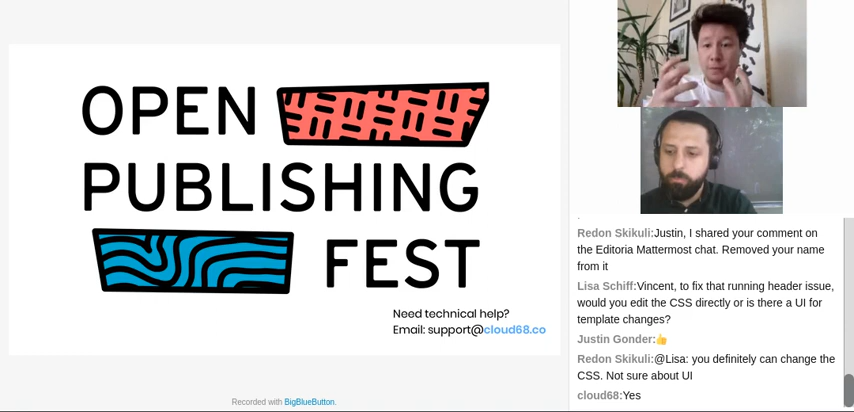 OPEN
PUBLISHING
FEST
Need technical help?
Email: support@cloud68.co
Recorded with BigBlueButton.
Redon Skikuli:Justin, I shared your comment on
the Editoria Mattermost chat. Removed your name
from it
Lisa Schiff:Vincent, to fix that running header issue,
would you edit the CSS directly or is there a UI for
template changes?
Justin Gonder:👍
Redon Skikuli:@Lisa: you definitely can change the
CSS. Not sure about UI
cloud68:Yes